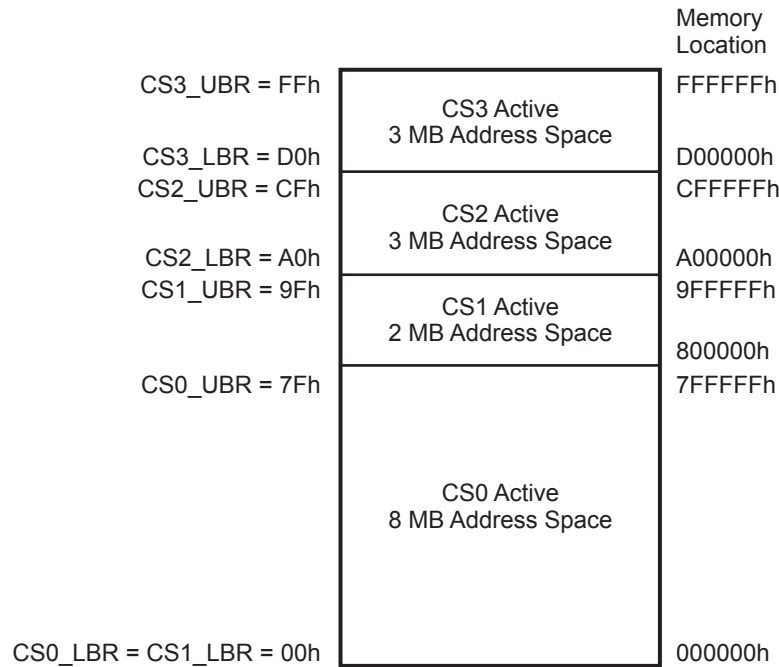 Memory
Location
CS3_UBR = FFh
FFFFFFh
CS3 Active
3 MB Address Space
CS3_LBR = D0h
D00000h
CS2_UBR = CFh
CFFFFFh
CS2 Active
3 MB Address Space
CS2_LBR = A0h
A00000h
CS1_UBR = 9Fh
9FFFFFh
CS1 Active
2 MB Address Space
800000h
CS0_UBR = 7Fh
7FFFFFh
CS0 Active
8 MB Address Space
CS0_LBR = CS1_LBR = 00h
000000h